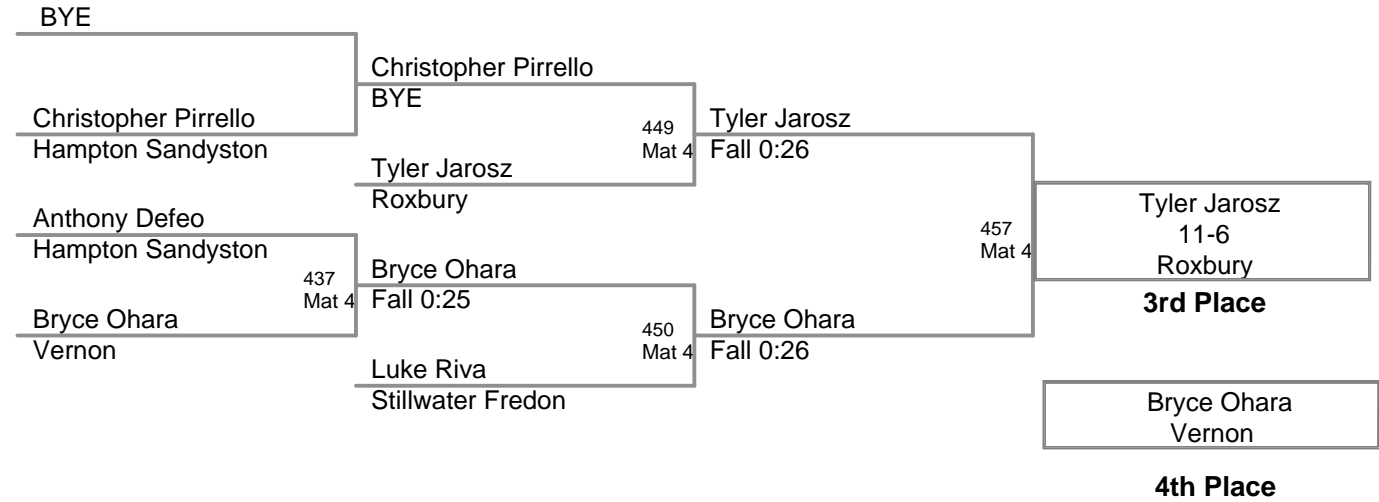 BYE
Christopher Pirrello
Hampton Sandyston
Anthony Defeo
Hampton Sandyston
437
Mat 4
Bryce Ohara
Vernon
Christopher Pirrello
BYE
449
Mat 4
Tyler Jarosz
Roxbury
Bryce Ohara
Fall 0:25
450
Mat 4
Luke Riva
Stillwater Fredon
Tyler Jarosz
Fall 0:26
457
Mat 4
Bryce Ohara
Fall 0:26
Tyler Jarosz
11-6
Roxbury
3rd Place
Bryce Ohara
Vernon
4th Place